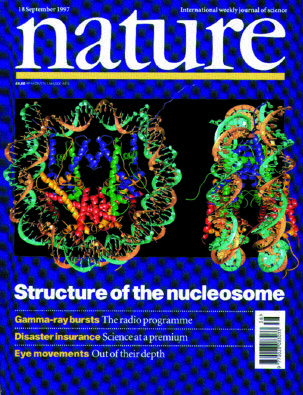 18 September 1997
International weekly journal of science
nature
Structure of the nucleosome
Gamma-ray bursts The radio programme
Disaster insurance Science at a premium
Eye movements Out of their depth